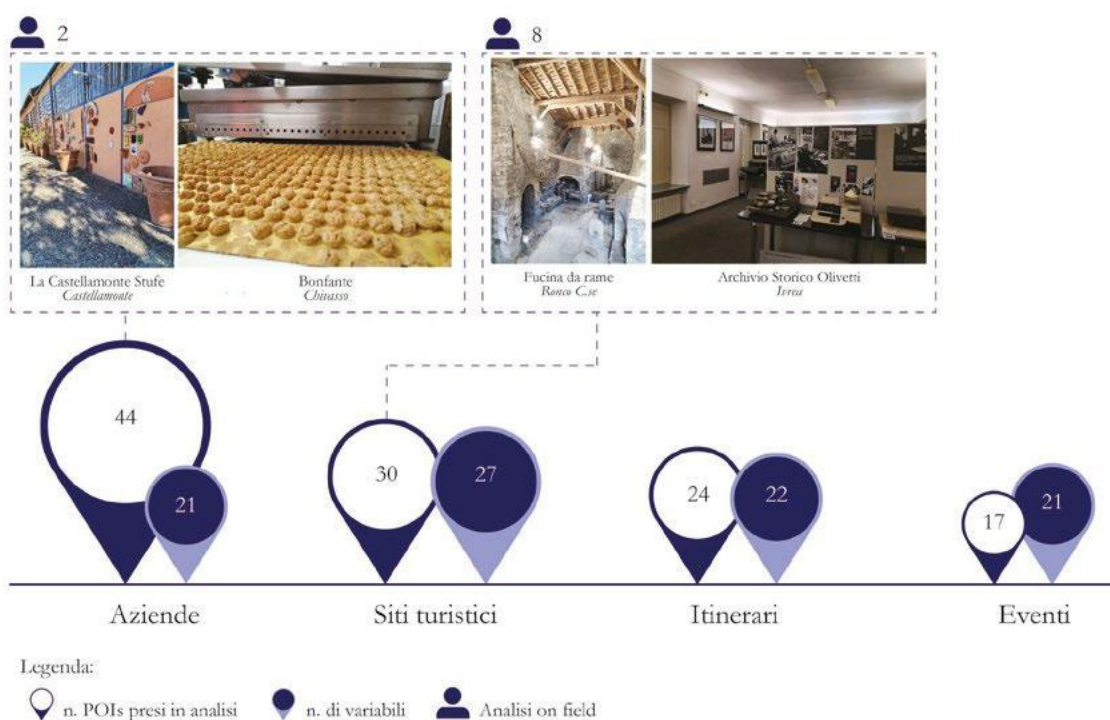 2
8
La Castellamonte Stufe
Castellamonte
Bonfante
Chivasso
Fucina da rame
Ronco C.se
Archivio Storico Olivetti
Ivrea
44
21
30
27
24
22
17
21
Aziende
Siti turistici
Itinerari
Eventi
Legenda:
n. POIs presi in analisi
n. di variabili
Analisi on field